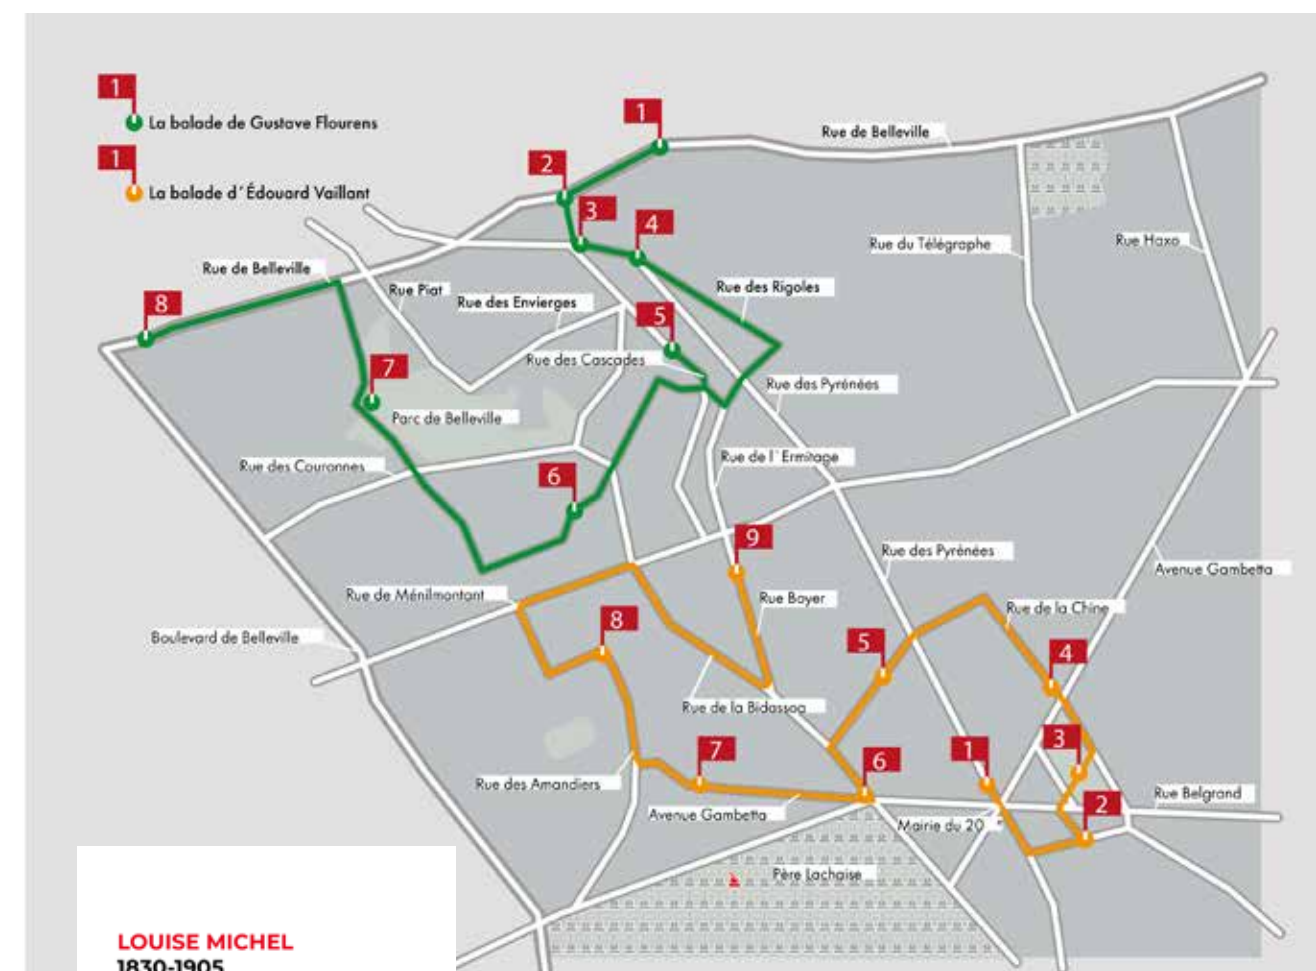 1
La balade de Gustave Flourens
1
La balade d´Édouard Vaillant
1
Rue de Belleville
2
3
4
Rue du Télégraphe
Rue Haxo
Rue de Belleville
Rue Piat
Rue des Envierges
Rue des Rigoles
8
5
Rue des Cascades
7
Rue des Pyrénées
Parc de Belleville
Rue des Couronnes
Rue de l´Ermitage
6
9
Rue des Pyrénées
Avenue Gambetta
Rue de Ménilmontant
Rue Boyer
Rue de la Chine
Boulevard de Belleville
8
5
4
Rue de la Bidassoa
7
1
3
6
Rue des Amandiers
Rue Belgrand
2
Avenue Gambetta
Mairie du 20 e
Père Lachaise
LOUISE MICHEL
1830-1905